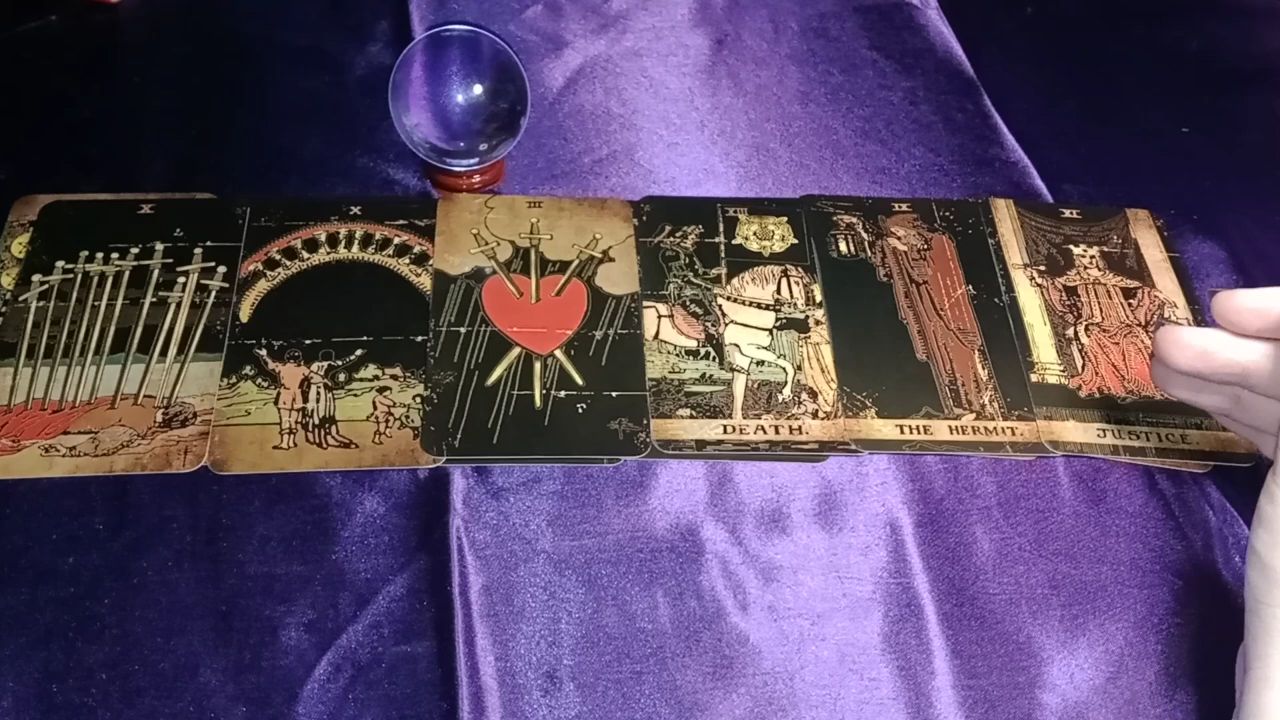 X
X
III
XIII
DEATH.
IX
THE HERMIT.
XI
JUSTICE.